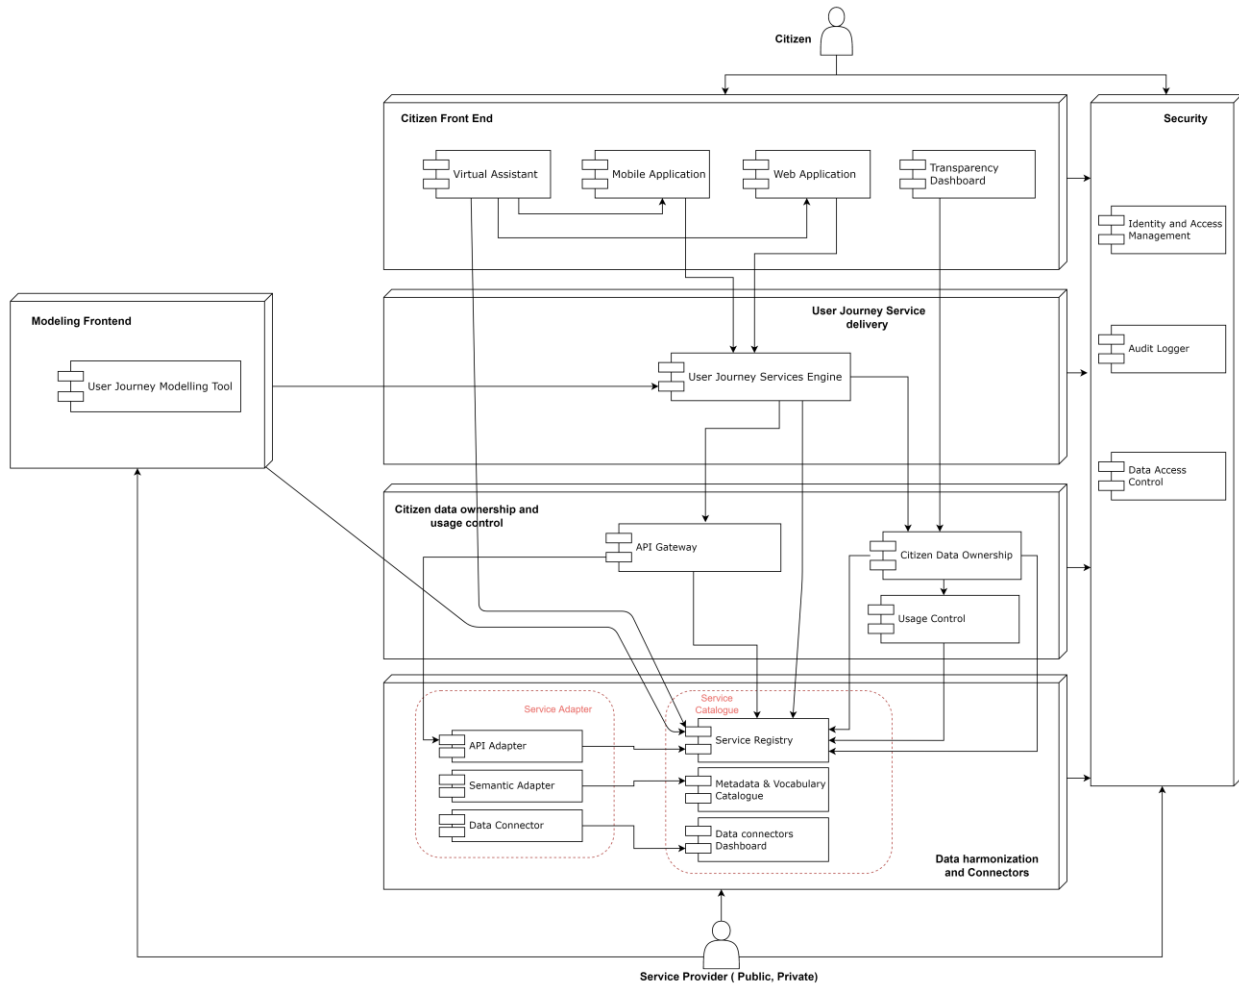 Citizen
Citizen Front End
Security
Virtual Assistant
Mobile Application
Web Application
Transparency
Dashboard
Identity and Access
Management
User Journey Service
delivery
Modeling Frontend
Audit Logger
User Journey Modelling Tool
User Journey Services Engine
Data Access
Control
Citizen data ownership and
usage control
API Gateway
Citizen Data Ownership
Usage Control
Service Adapter
Service
Catalogue
API Adapter
Service Registry
Semantic Adapter
Metadata & Vocabulary
Catalogue
Data Connector
Data connectors
Dashboard
Data harmonization
and Connectors
Service Provider ( Public, Private)